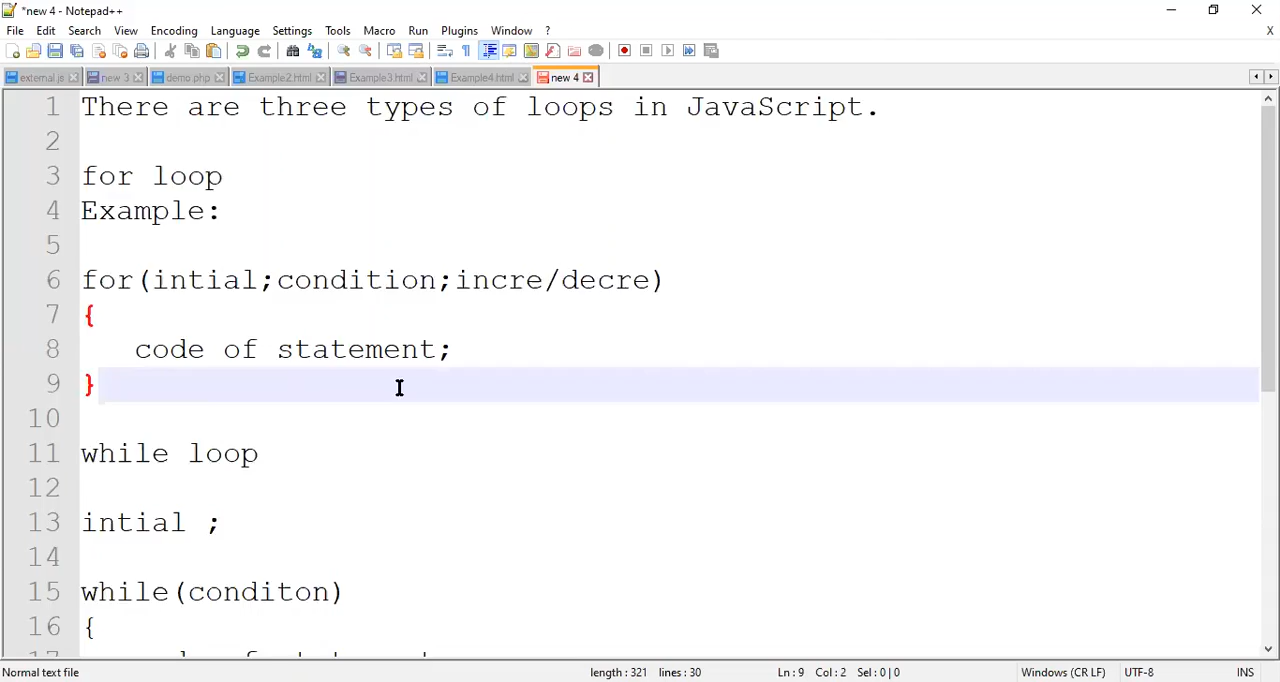 *new 4 - Notepad++
File Edit Search View Encoding Language Settings Tools Macro Run Plugins Window ?
X
external.js new 3 demo.php Example2.html Example3.html Example4.html new 4
1 There are three types of loops in JavaScript.
2
3 for loop
4 Example:
5
6 for(intial;condition;incre/decre)
7 {
8 code of statement;
9 }
10
11 while loop
12
13 intial ;
14
15 while(conditon)
16 {
Normal text file length : 321 lines : 30 Ln : 9 Col : 2 Sel : 0 | 0 Windows (CR LF) UTF-8 INS